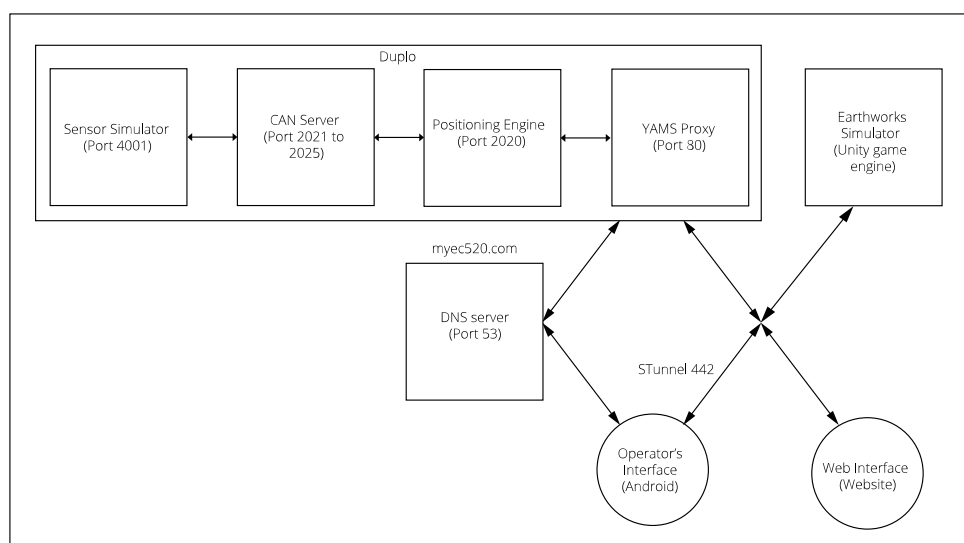 Duplo
Sensor Simulator
(Port 4001)
CAN Server
(Port 2021 to
2025)
Positioning Engine
(Port 2020)
YAMS Proxy
(Port 80)
Earthworks
Simulator
(Unity game
engine)
myec520.com
DNS server
(Port 53)
STunnel 442
Operator’s
Interface
(Android)
Web Interface
(Website)